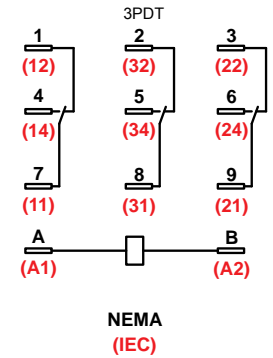 3PDT
1 2 3
(12) (32) (22)
4 5 6
(14) (34) (24)
7 8 9
(11) (31) (21)
A B
(A1) (A2)
NEMA
(IEC)